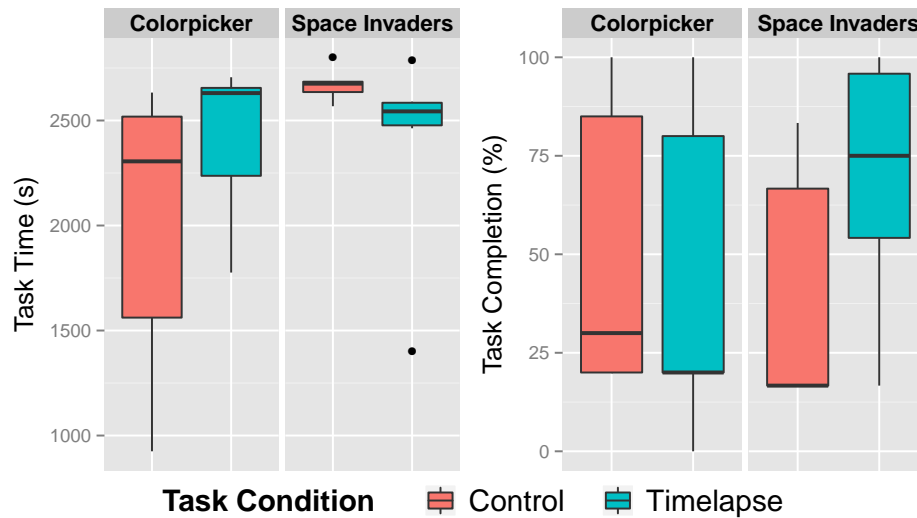 Colorpicker Space Invaders
Task Time (s)
2500
2000
1500
1000
Colorpicker Space Invaders
Task Completion (%)
100
75
50
25
0
Task Condition Control Timelapse